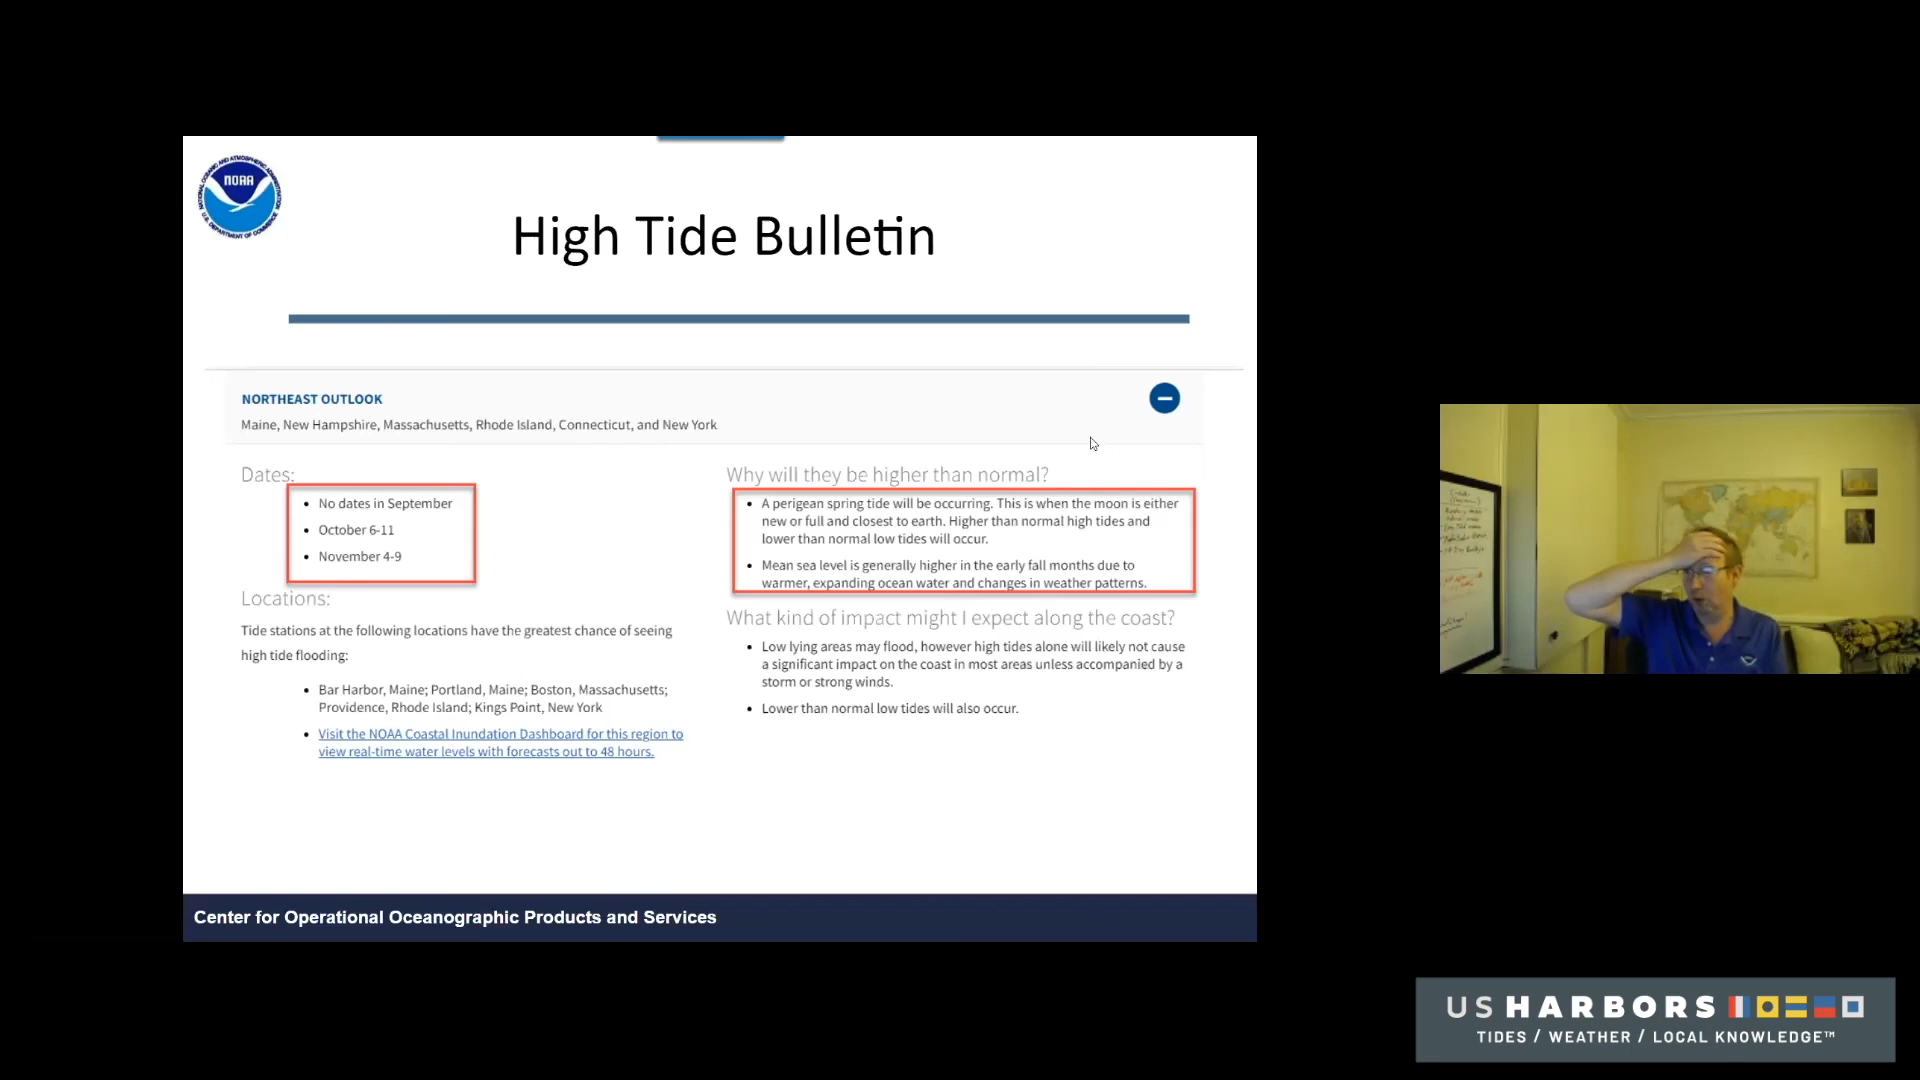 NOAA
High Tide Bulletin
NORTHEAST OUTLOOK
Maine, New Hampshire, Massachusetts, Rhode Island, Connecticut, and New York
Dates:
• No dates in September
• October 6-11
• November 4-9
Locations:
Tide stations at the following locations have the greatest chance of seeing
high tide flooding:
• Bar Harbor, Maine; Portland, Maine; Boston, Massachusetts;
Providence, Rhode Island; Kings Point, New York
• Visit the NOAA Coastal Inundation Dashboard for this region to
view real-time water levels with forecasts out to 48 hours.
Why will they be higher than normal?
• A perigean spring tide will be occurring. This is when the moon is either
new or full and closest to earth. Higher than normal high tides and
lower than normal low tides will occur.
• Mean sea level is generally higher in the early fall months due to
warmer, expanding ocean water and changes in weather patterns.
What kind of impact might I expect along the coast?
• Low lying areas may flood, however high tides alone will likely not cause
a significant impact on the coast in most areas unless accompanied by a
storm or strong winds.
• Lower than normal low tides will also occur.
Center for Operational Oceanographic Products and Services
US HARBORS
TIDES / WEATHER / LOCAL KNOWLEDGE™